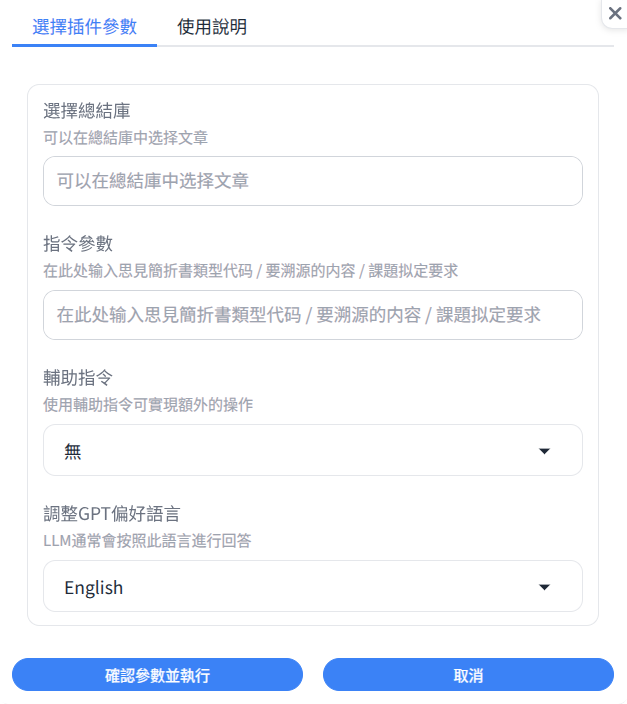 選擇插件參數
使用說明
選擇總結庫
可以在總結庫中选择文章
可以在總結庫中选择文章
指令參數
在此处输入思見簡折書類型代码 / 要溯源的内容 / 課題拟定要求
在此处输入思見簡折書類型代码 / 要溯源的内容 / 課題拟定要求
輔助指令
使用輔助指令可實現額外的操作
無
調整GPT偏好語言
LLM通常會按照此語言進行回答
English
確認參數並執行
取消